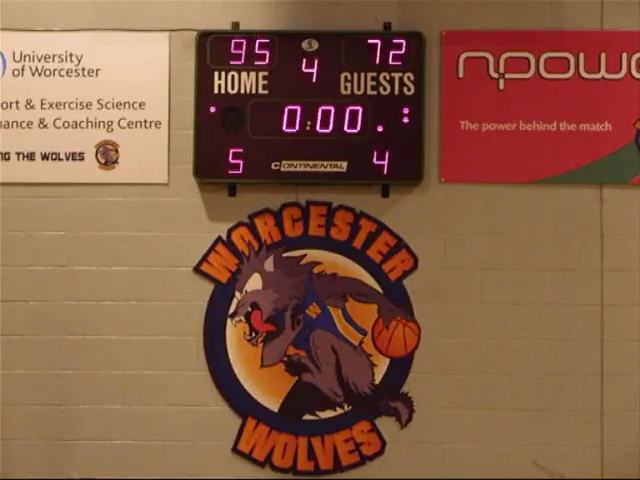 University
of Worcester
ort & Exercise Science
ance & Coaching Centre
NG THE WOLVES
95 72
HOME 4 GUESTS
0:00.
5 CONTINENTAL 4
npow
The power behind the match
WORCESTER
W
WOLVES